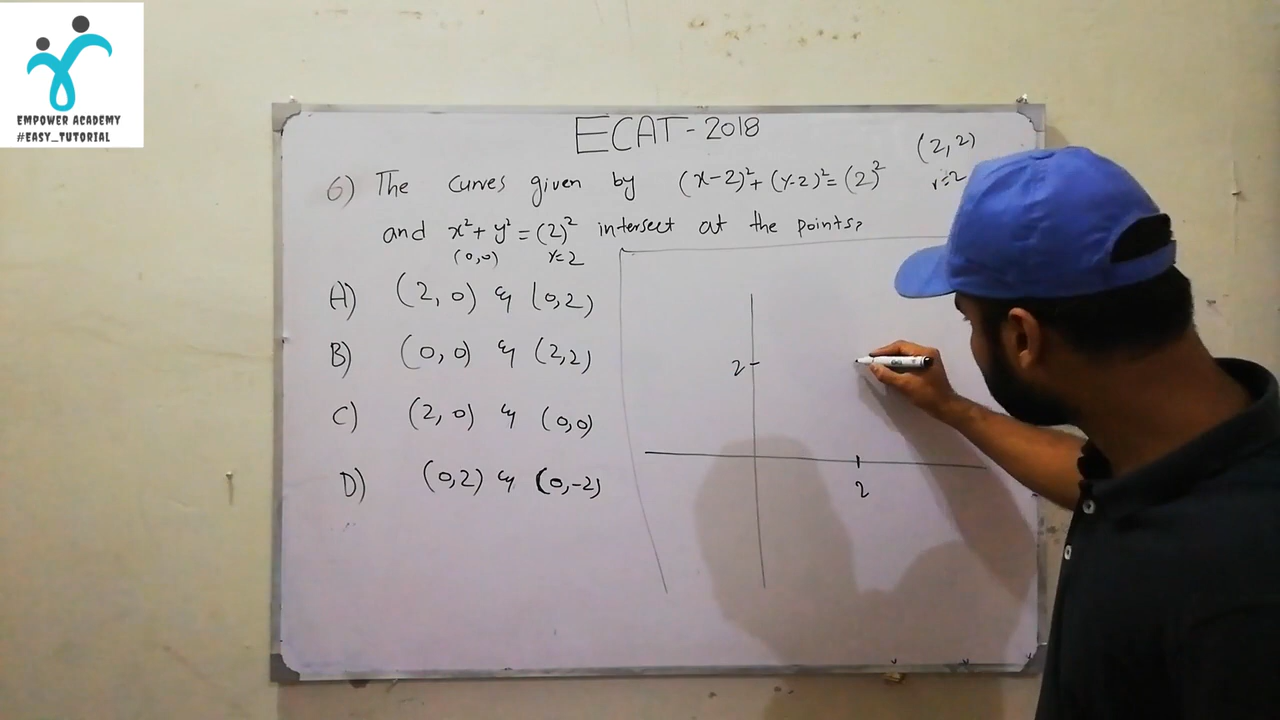 EMPOWER ACADEMY
#EASY_TUTORIAL
ECAT-2018
(2,2)
r=2
6) The curves given by (x-2)²+(y-2)²=(2)²
and x²+y²=(2)² intersect at the points?
(0,0) r=2
A) (2,0) & (0,2)
B) (0,0) & (2,2)
C) (2,0) & (0,0)
D) (0,2) & (0,-2)
2
2